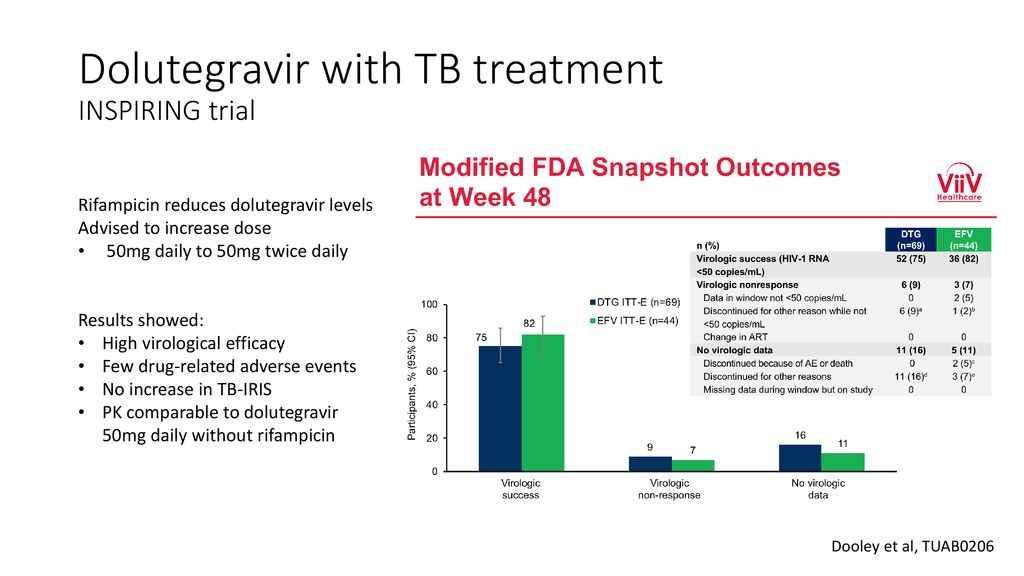 Dolutegravir with TB treatment
INSPIRING trial
Rifampicin reduces dolutegravir levels
Advised to increase dose
• 50mg daily to 50mg twice daily
Results showed:
• High virological efficacy
• Few drug-related adverse events
• No increase in TB-IRIS
• PK comparable to dolutegravir
50mg daily without rifampicin
Modified FDA Snapshot Outcomes
at Week 48
ViiV
Healthcare
n (%) DTG (n=69) EFV (n=44)
Virologic success (HIV-1 RNA 52 (75) 36 (82)
<50 copies/mL)
Virologic nonresponse 6 (9) 3 (7)
Data in window not <50 copies/mL 0 2 (5)
Discontinued for other reason while not 6 (9)a 1 (2)b
<50 copies/mL
Change in ART 0 0
No virologic data 11 (16) 5 (11)
Discontinued because of AE or death 0 2 (5)c
Discontinued for other reasons 11 (16)d 3 (7)e
Missing data during window but on study 0 0
DTG ITT-E (n=69)
EFV ITT-E (n=44)
Participants, % (95% CI)
100
80
60
40
20
0
75
82
9
7
16
11
Virologic
success
Virologic
non-response
No virologic
data
Dooley et al, TUAB0206